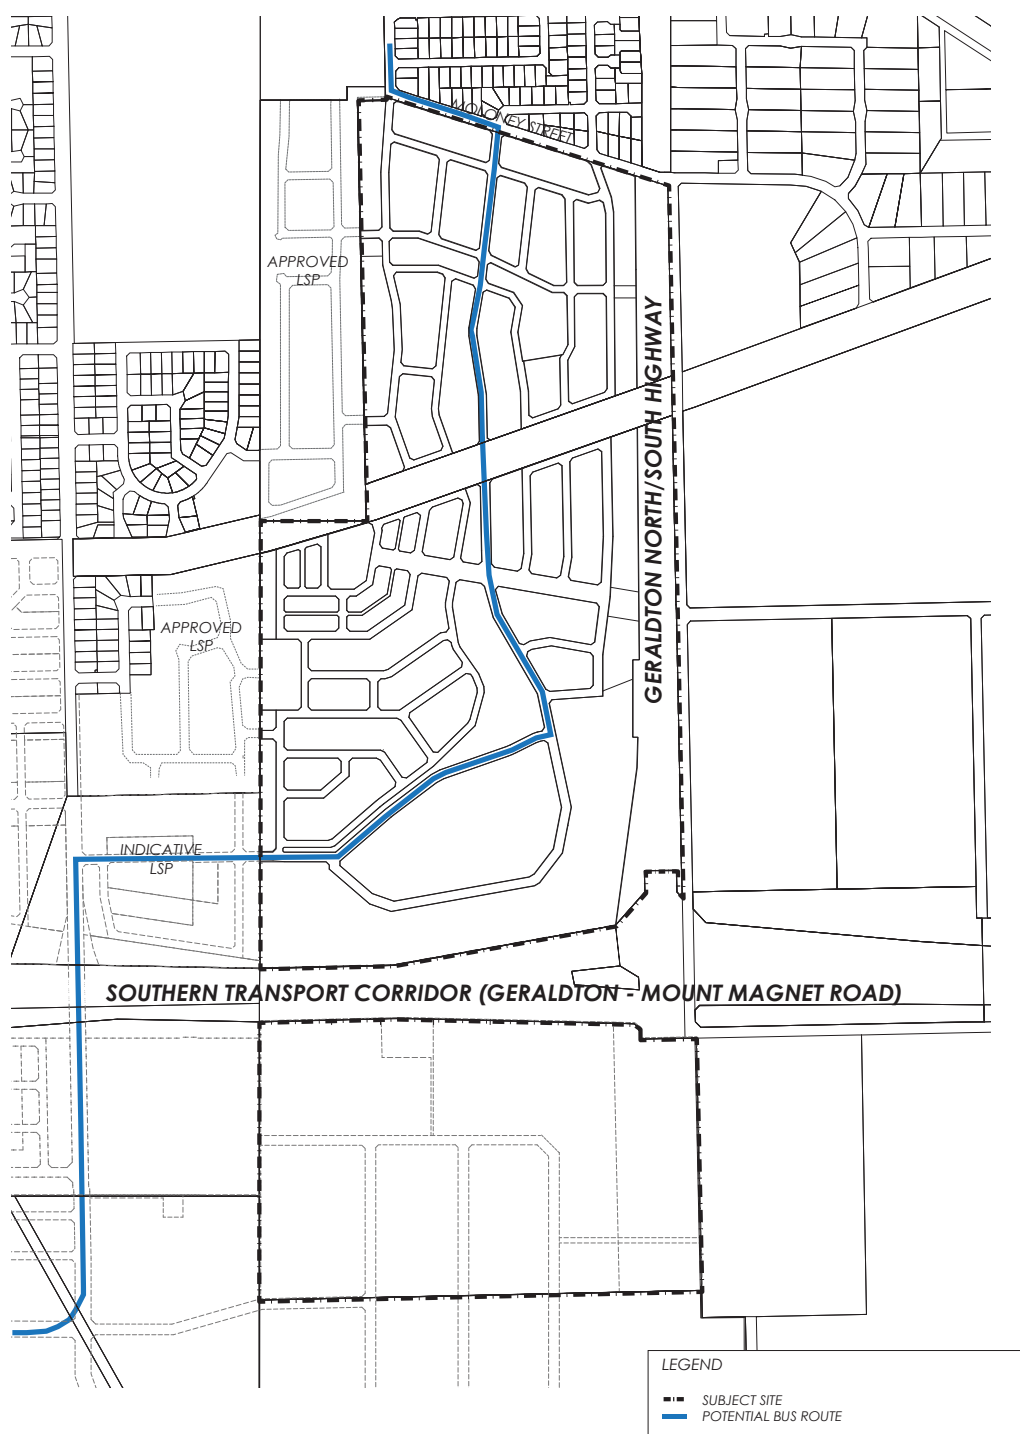 MOLONEY STREET
APPROVED
LSP
GERALDTON NORTH/SOUTH HIGHWAY
APPROVED
LSP
INDICATIVE
LSP
SOUTHERN TRANSPORT CORRIDOR (GERALDTON - MOUNT MAGNET ROAD)
LEGEND
SUBJECT SITE
POTENTIAL BUS ROUTE